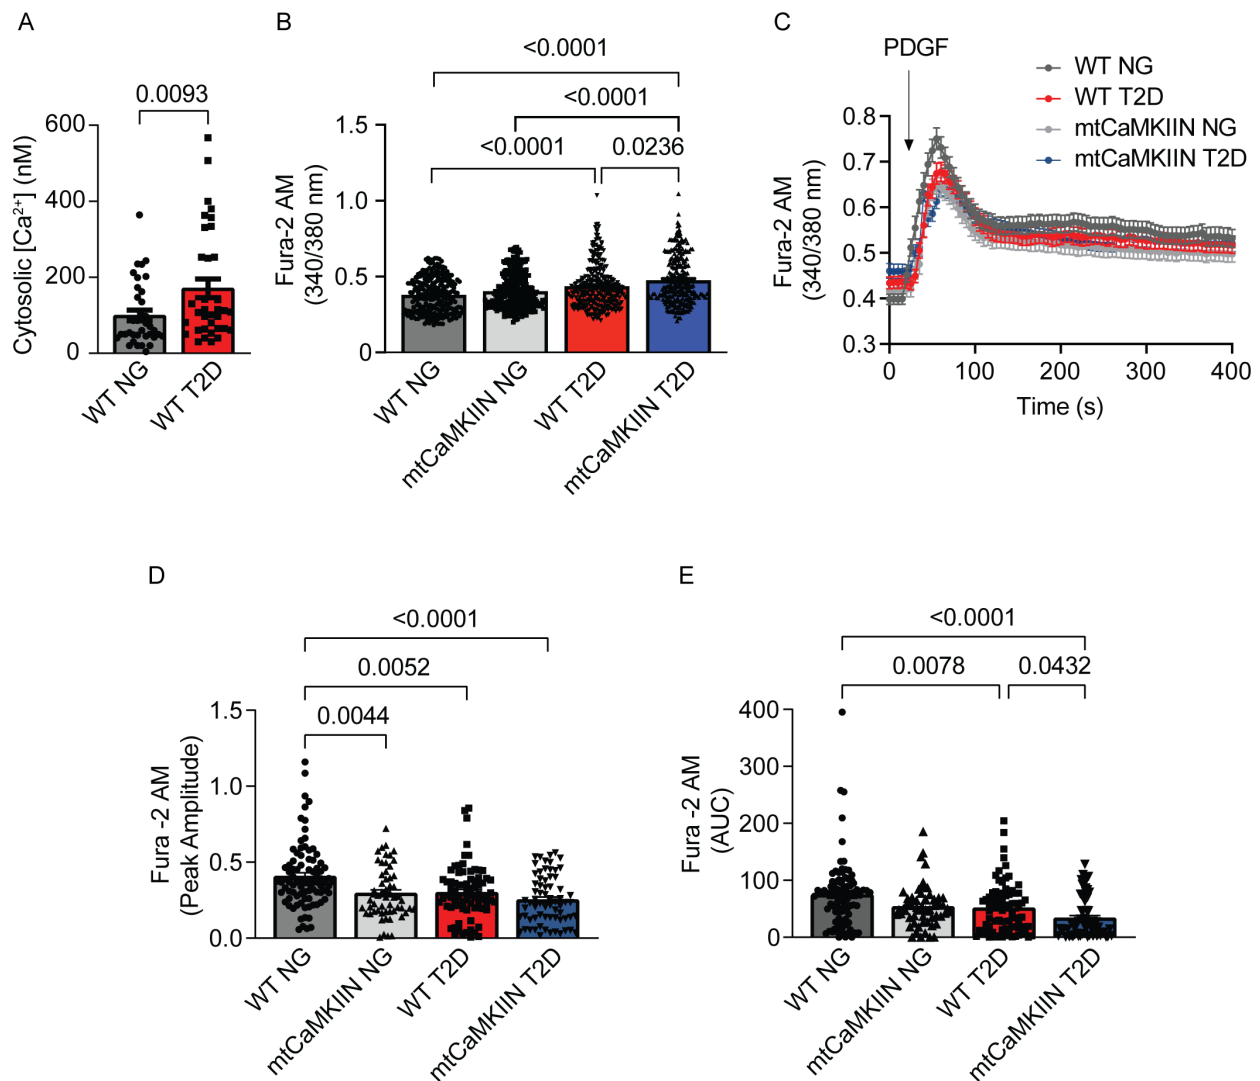 A
0.0093
Cytosolic [Ca²⁺] (nM)
600
400
200
0
WT NG
WT T2D
B
<0.0001
<0.0001
<0.0001
0.0236
Fura-2 AM
(340/380 nm)
1.5
1.0
0.5
0
WT NG
mtCaMKIIN NG
WT T2D
mtCaMKIIN T2D
C
PDGF
WT NG
WT T2D
mtCaMKIIN NG
mtCaMKIIN T2D
Fura-2 AM
(340/380 nm)
0.8
0.7
0.6
0.5
0.4
0.3
0
100
200
300
400
Time (s)
D
<0.0001
0.0052
0.0044
Fura -2 AM
(Peak Amplitude)
1.5
1.0
0.5
0.0
WT NG
mtCaMKIIN NG
WT T2D
mtCaMKIIN T2D
E
<0.0001
0.0078
0.0432
Fura -2 AM
(AUC)
400
300
200
100
0
WT NG
mtCaMKIIN NG
WT T2D
mtCaMKIIN T2D